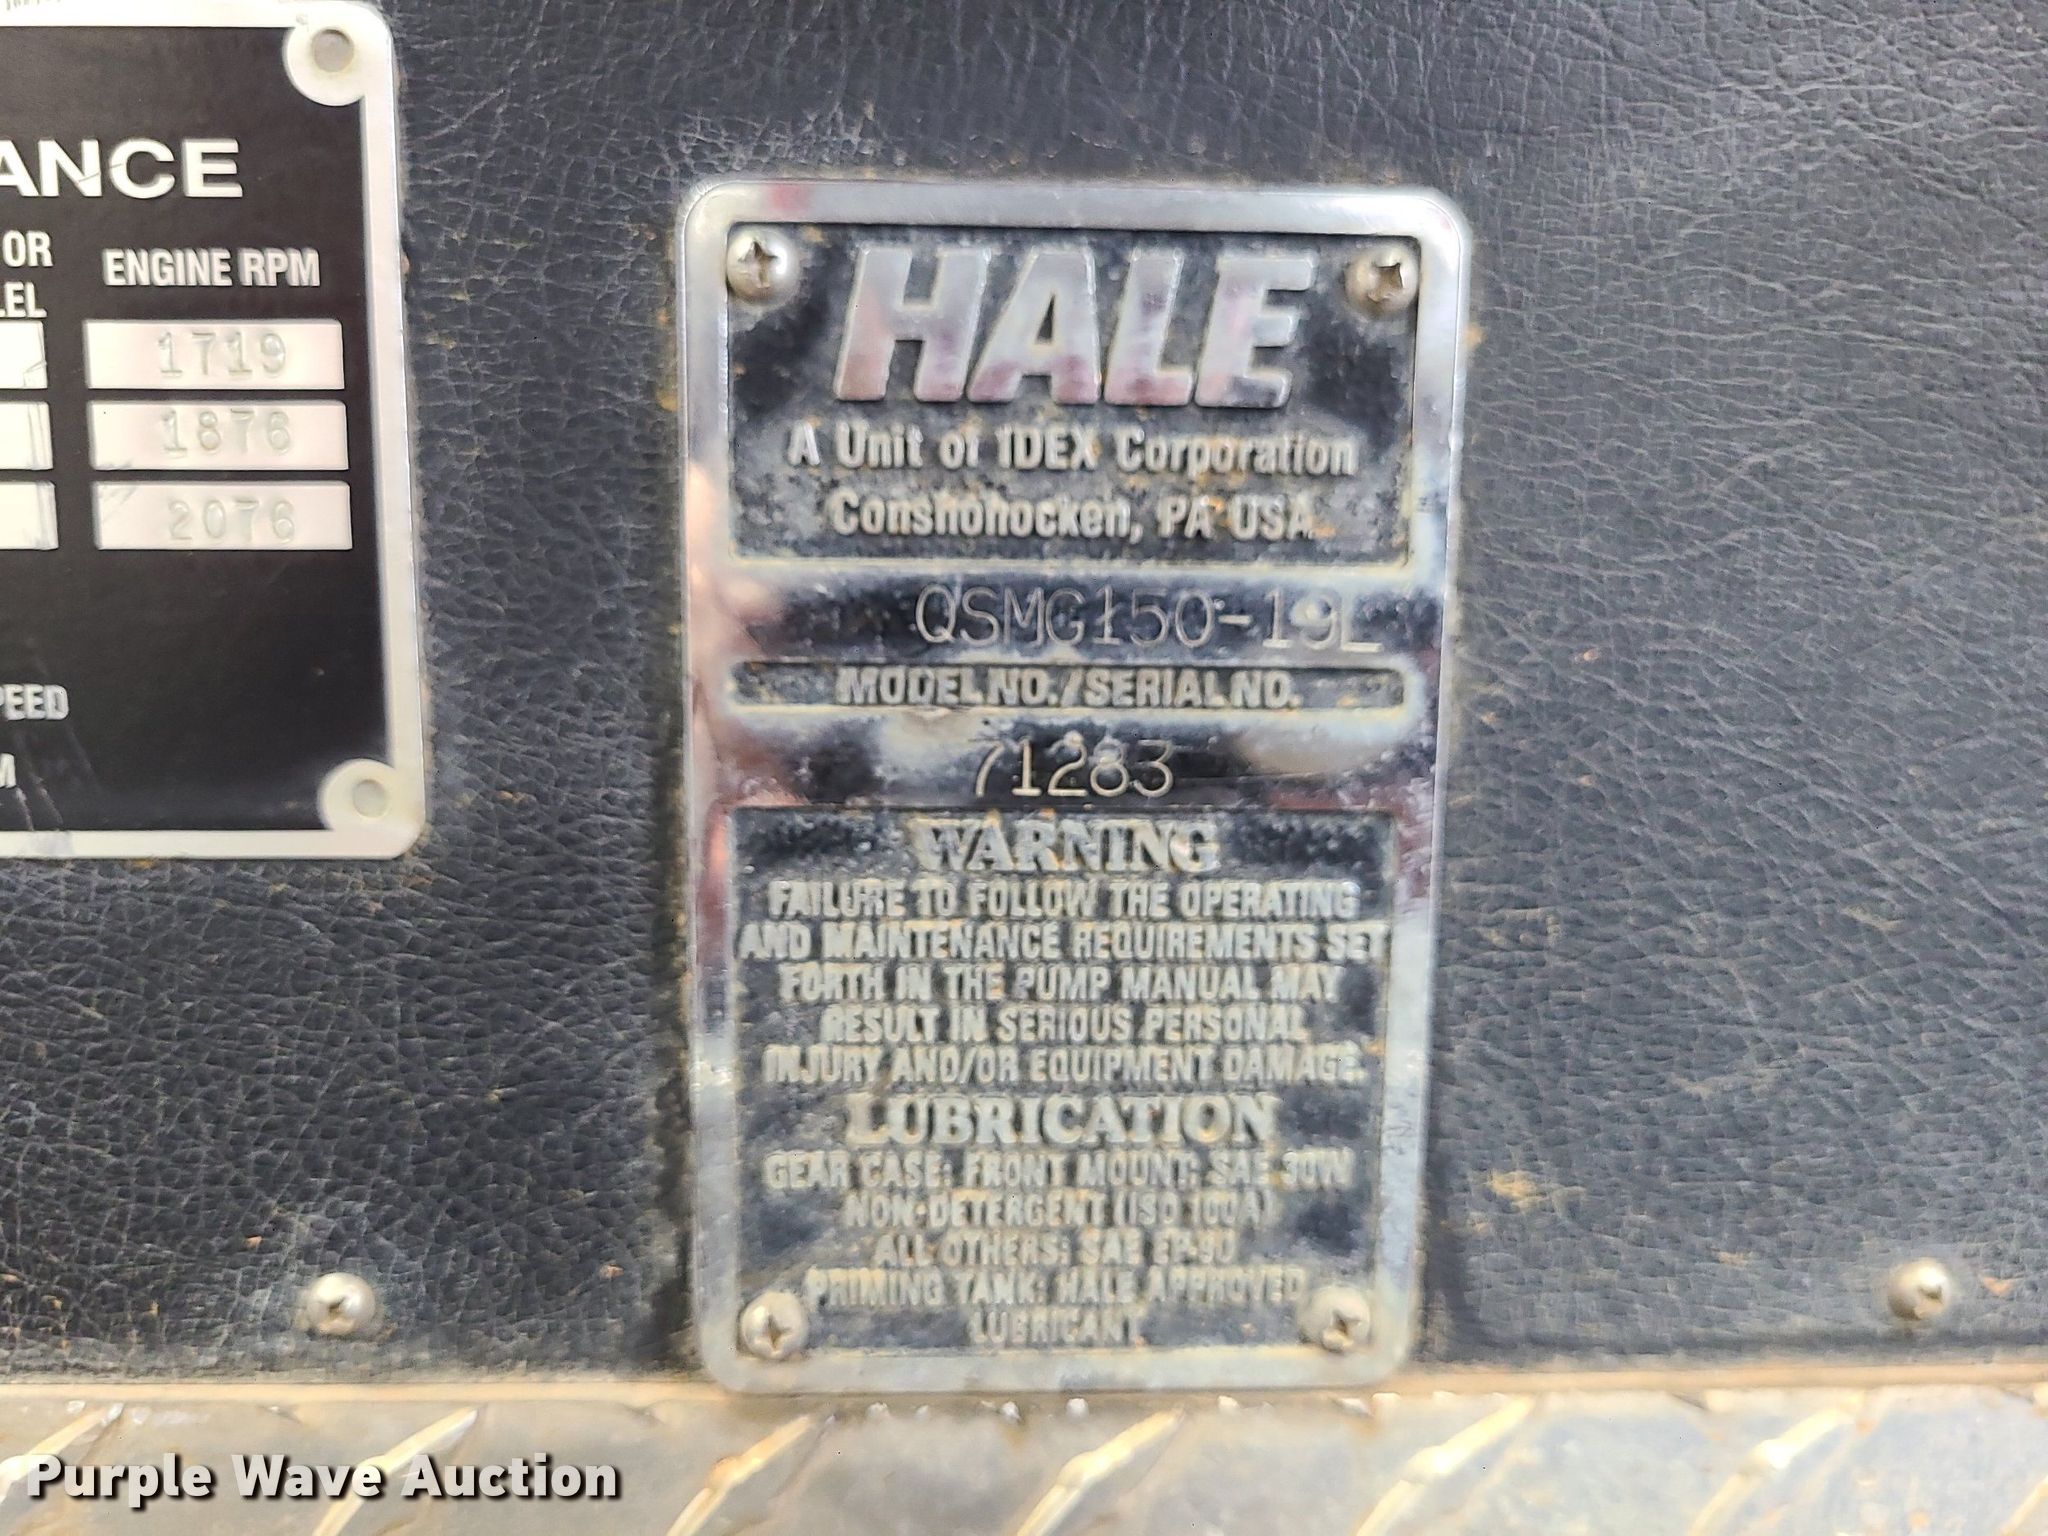 ANCE
OR
LEL
ENGINE RPM
1719
1876
2076
PEED
M
HALE
A Unit of IDEX Corporation
Conshohocken, PA USA
QSMG150-19L
MODEL NO./SERIAL NO.
71283
WARNING
FAILURE TO FOLLOW THE OPERATING
AND MAINTENANCE REQUIREMENTS SET
FORTH IN THE PUMP MANUAL MAY
RESULT IN SERIOUS PERSONAL
INJURY AND/OR EQUIPMENT DAMAGE.
LUBRICATION
GEAR CASE: FRONT MOUNT: SAE 30W
NON-DETERGENT (ISO 100A)
ALL OTHERS: SAE EP-90
PRIMING TANK: HALE APPROVED
LUBRICANT
Purple Wave Auction